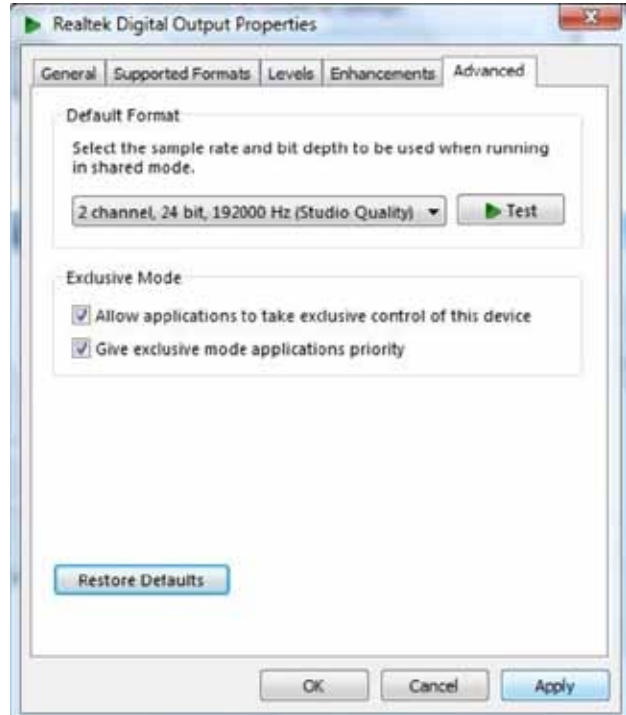 Realtek Digital Output Properties
General Supported Formats Levels Enhancements Advanced
Default Format
Select the sample rate and bit depth to be used when running
in shared mode.
2 channel, 24 bit, 192000 Hz (Studio Quality) Test
Exclusive Mode
Allow applications to take exclusive control of this device
Give exclusive mode applications priority
Restore Defaults
OK Cancel Apply